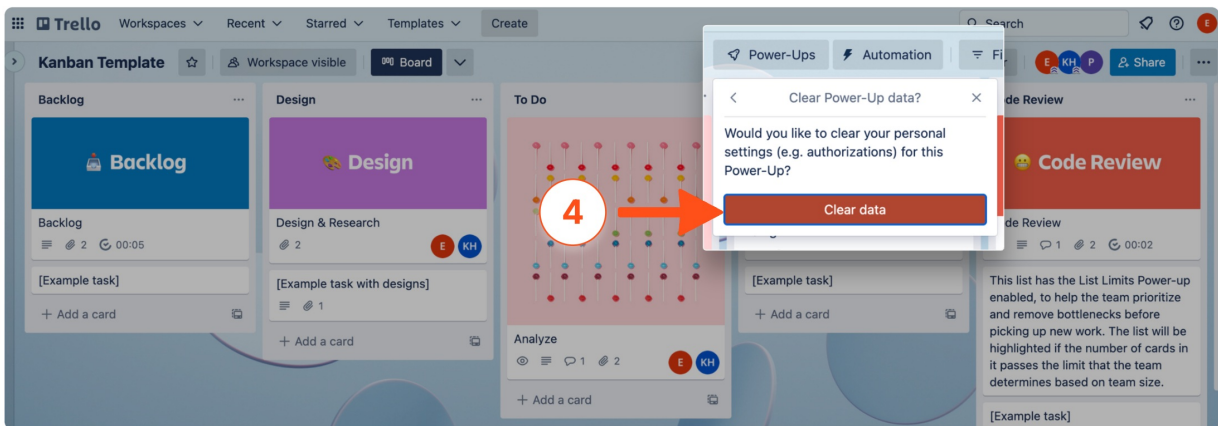 Trello Workspaces Recent Starred Templates Create Search E
Kanban Template Workspace visible Board Power-Ups Automation E KH P Share
Clear Power-Up data?
Would you like to clear your personal
settings (e.g. authorizations) for this
Power-Up?
Clear data
4
Backlog
Backlog
Backlog
2 00:05
[Example task]
+ Add a card
Design
Design
Design & Research
2 E KH
[Example task with designs]
1
+ Add a card
To Do
Analyze
1 2 E KH
+ Add a card
[Example task]
+ Add a card
Code Review
1 2 00:02
This list has the List Limits Power-up
enabled, to help the team prioritize
and remove bottlenecks before
picking up new work. The list will be
highlighted if the number of cards in
it passes the limit that the team
determines based on team size.
[Example task]